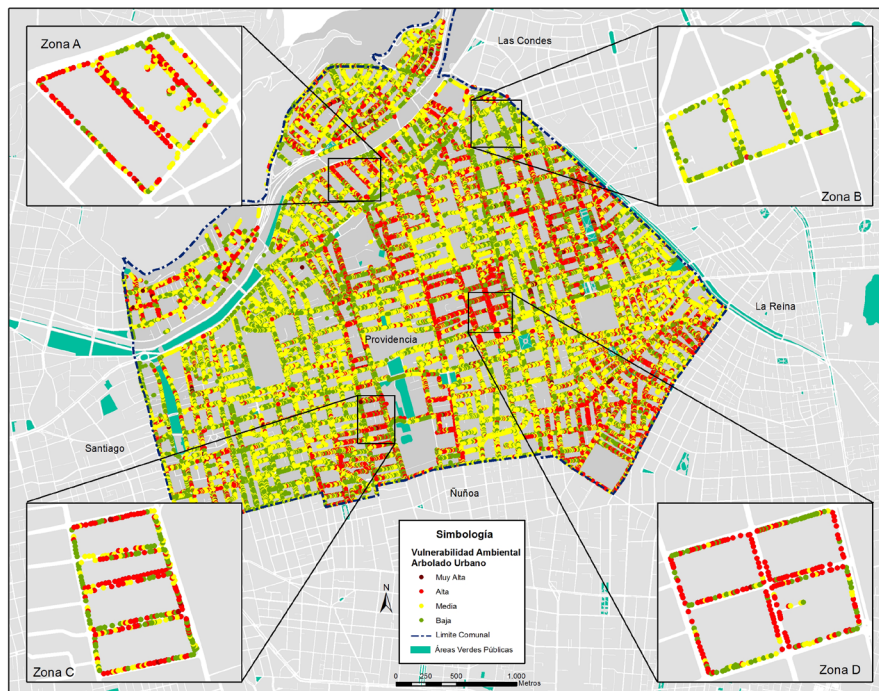 Zona A
Las Condes
Zona B
La Reina
Providencia
Santiago
Ñuñoa
Zona C
Zona D
Simbología
Vulnerabilidad Ambiental
Arbolado Urbano
Muy Alta
Alta
Media
Baja
Limite Comunal
Áreas Verdes Públicas
N
0 250 500 1.000
Metros